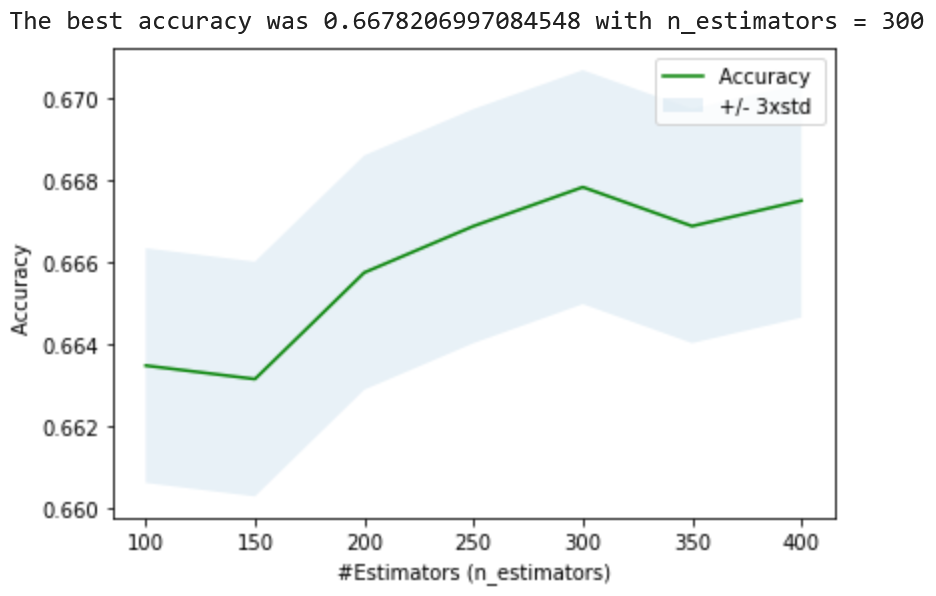 The best accuracy was 0.6678206997084548 with n_estimators = 300
Accuracy
+/- 3xstd
0.670
0.668
0.666
0.664
0.662
0.660
Accuracy
100 150 200 250 300 350 400
#Estimators (n_estimators)